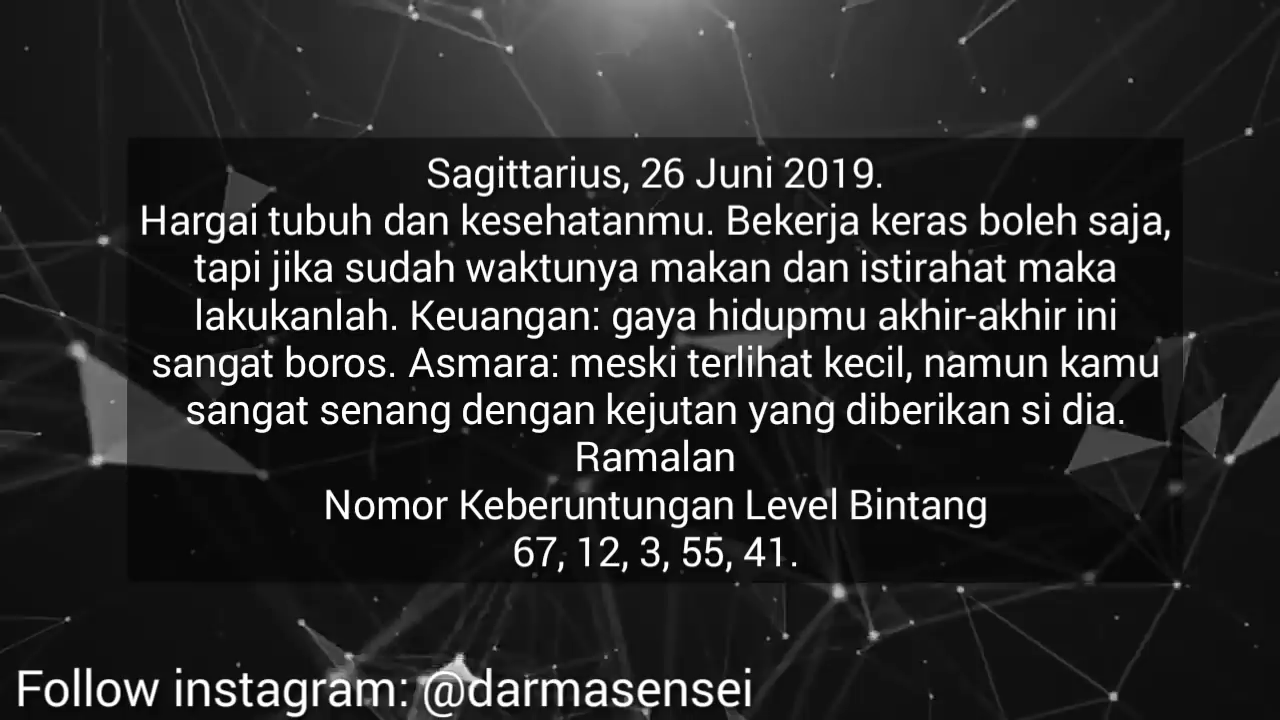 Sagittarius, 26 Juni 2019.
Hargai tubuh dan kesehatanmu. Bekerja keras boleh saja,
tapi jika sudah waktunya makan dan istirahat maka
lakukanlah. Keuangan: gaya hidupmu akhir-akhir ini
sangat boros. Asmara: meski terlihat kecil, namun kamu
sangat senang dengan kejutan yang diberikan si dia.
Ramalan
Nomor Keberuntungan Level Bintang
67, 12, 3, 55, 41.
Follow instagram: @darmasensei